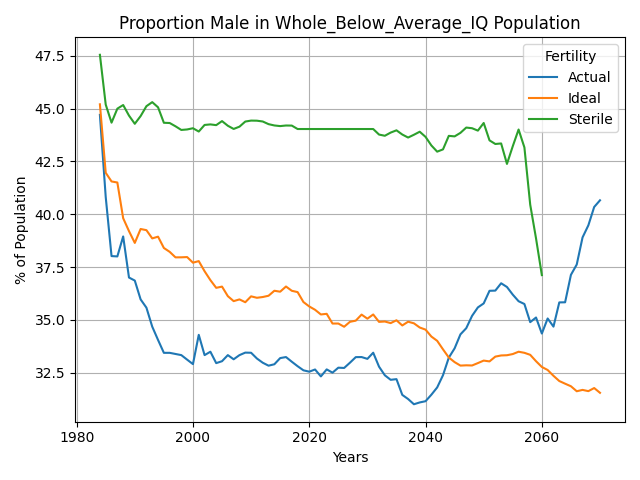 Proportion Male in Whole_Below_Average_IQ Population
47.5
45.0
42.5
40.0
37.5
35.0
32.5
% of Population
Fertility
Actual
Ideal
Sterile
1980
2000
2020
2040
2060
Years